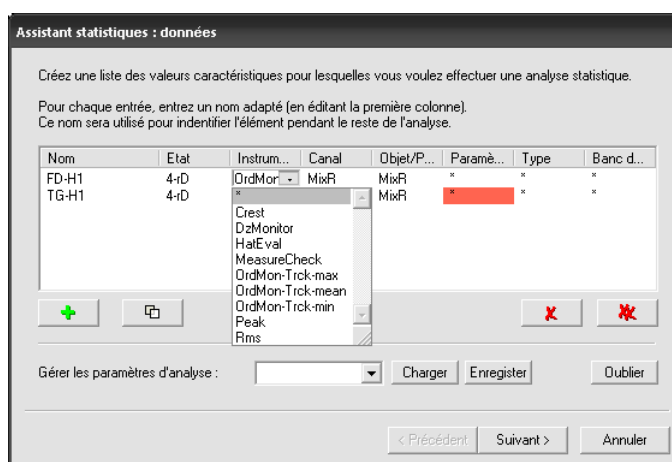 Assistant statistiques : données
Créez une liste des valeurs caractéristiques pour lesquelles vous voulez effectuer une analyse statistique.
Pour chaque entrée, entrez un nom adapté (en éditant la première colonne).
Ce nom sera utilisé pour indentifier l'élément pendant le reste de l'analyse.
Nom Etat Instrum... Canal Objet/P... Paramè... Type Banc d...
FD-H1 4-rD OrdMor MixR MixR * * *
TG-H1 4-rD MixR * * *
*
Crest
DzMonitor
HatEval
MeasureCheck
OrdMon-Trck-max
OrdMon-Trck-mean
OrdMon-Trck-min
Peak
Rms
Gérer les paramètres d'analyse : Charger Enregister Oublier
< Précédent Suivant > Annuler